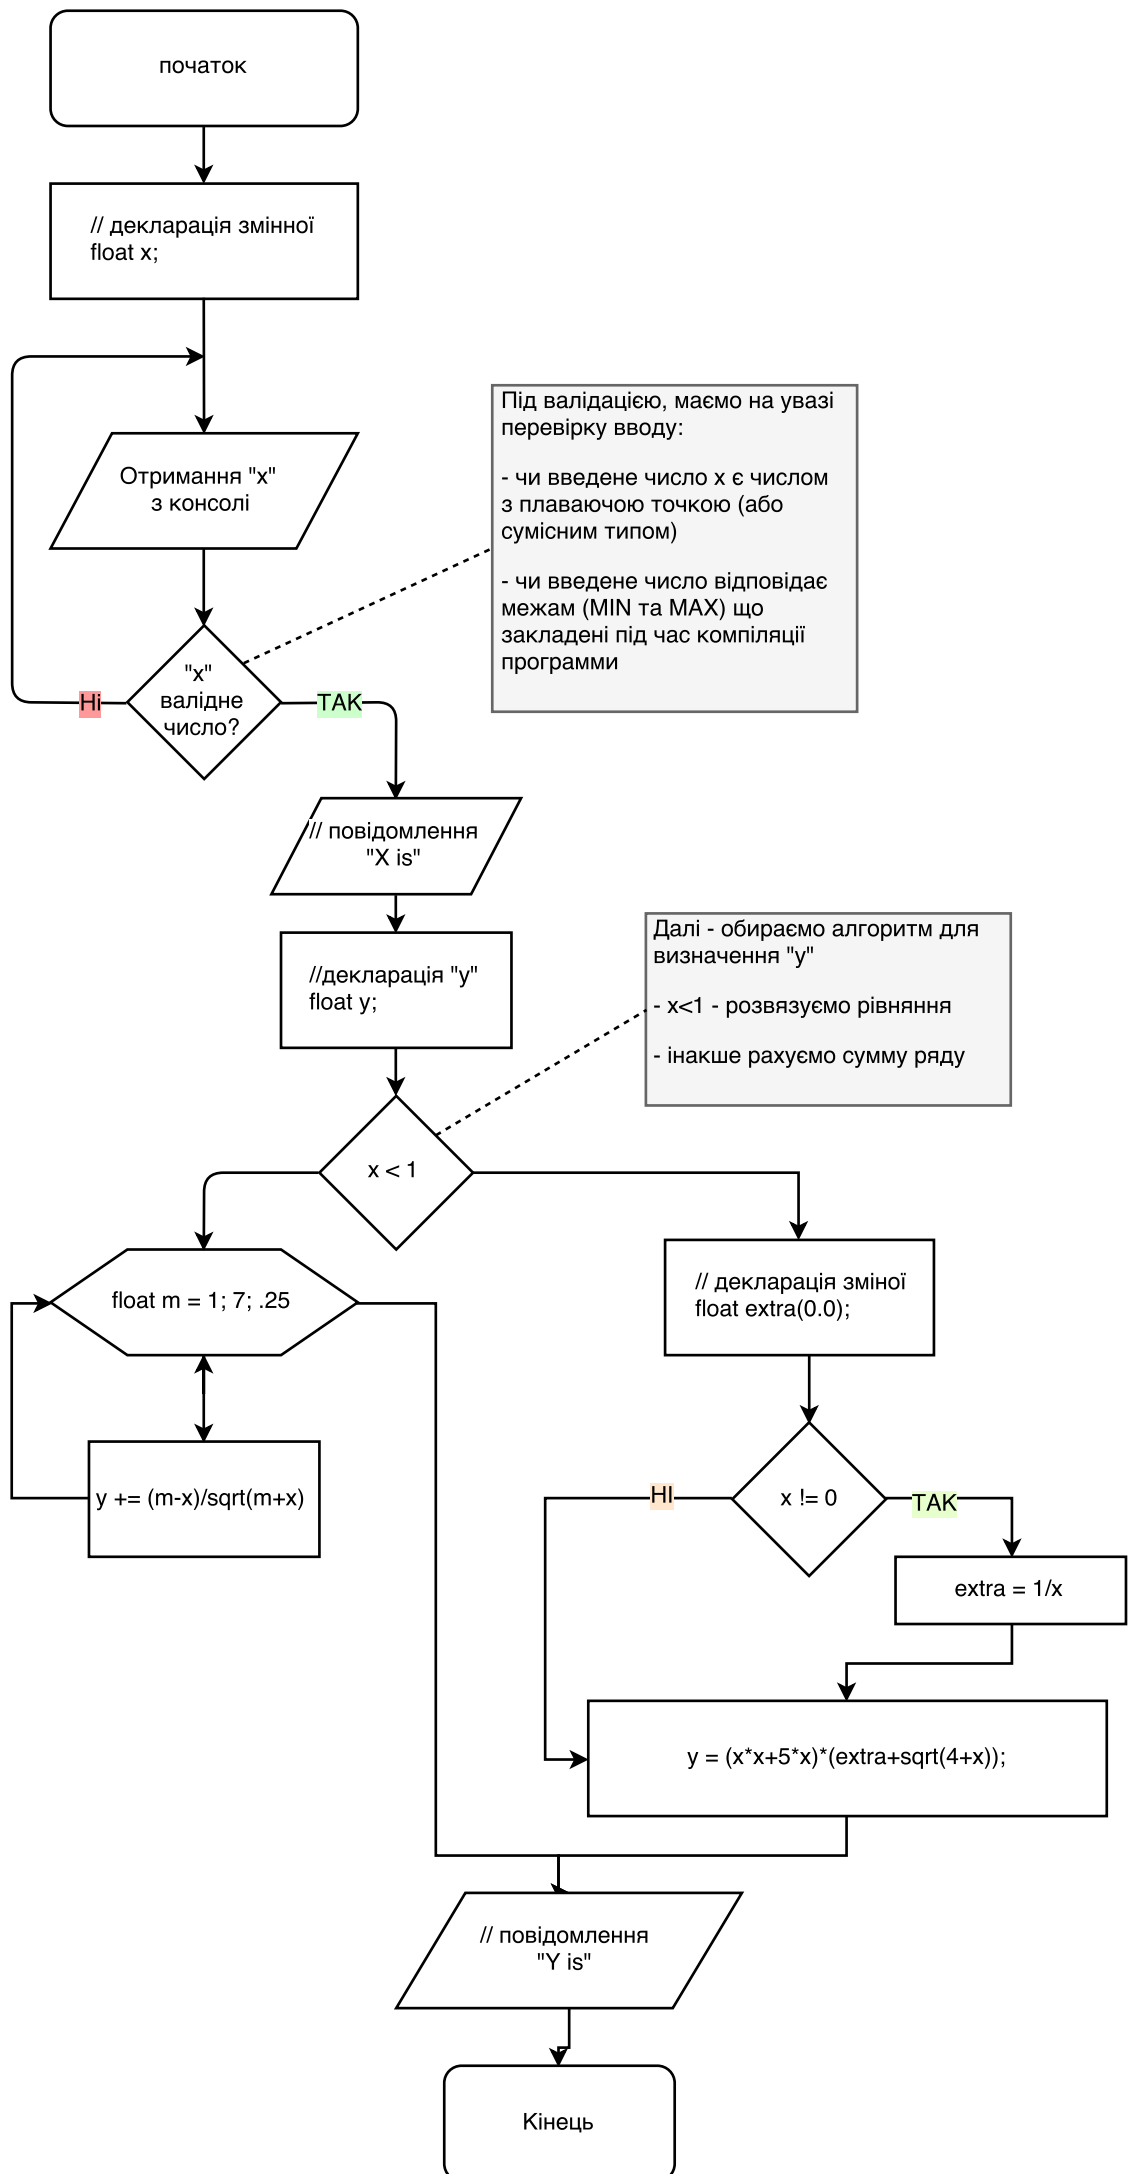 початок
// декларація змінної
float x;
Отримання "x"
з консолі
Під валідацією, маємо на увазі
перевірку вводу:
- чи введене число x є числом
з плаваючою точкою (або
сумісним типом)
- чи введене число відповідає
межам (MIN та MAX) що
закладені під час компіляції
программи
"x"
валідне
число?
Ні
ТАК
// повідомлення
"X is"
//декларація "y"
float y;
Далі - обираємо алгоритм для
визначення "y"
- x<1 - розвязуємо рівняння
- інакше рахуємо сумму ряду
x < 1
float m = 1; 7; .25
y += (m-x)/sqrt(m+x)
// декларація зміної
float extra(0.0);
x != 0
НІ
ТАК
extra = 1/x
y = (x*x+5*x)*(extra+sqrt(4+x));
// повідомлення
"Y is"
Кінець